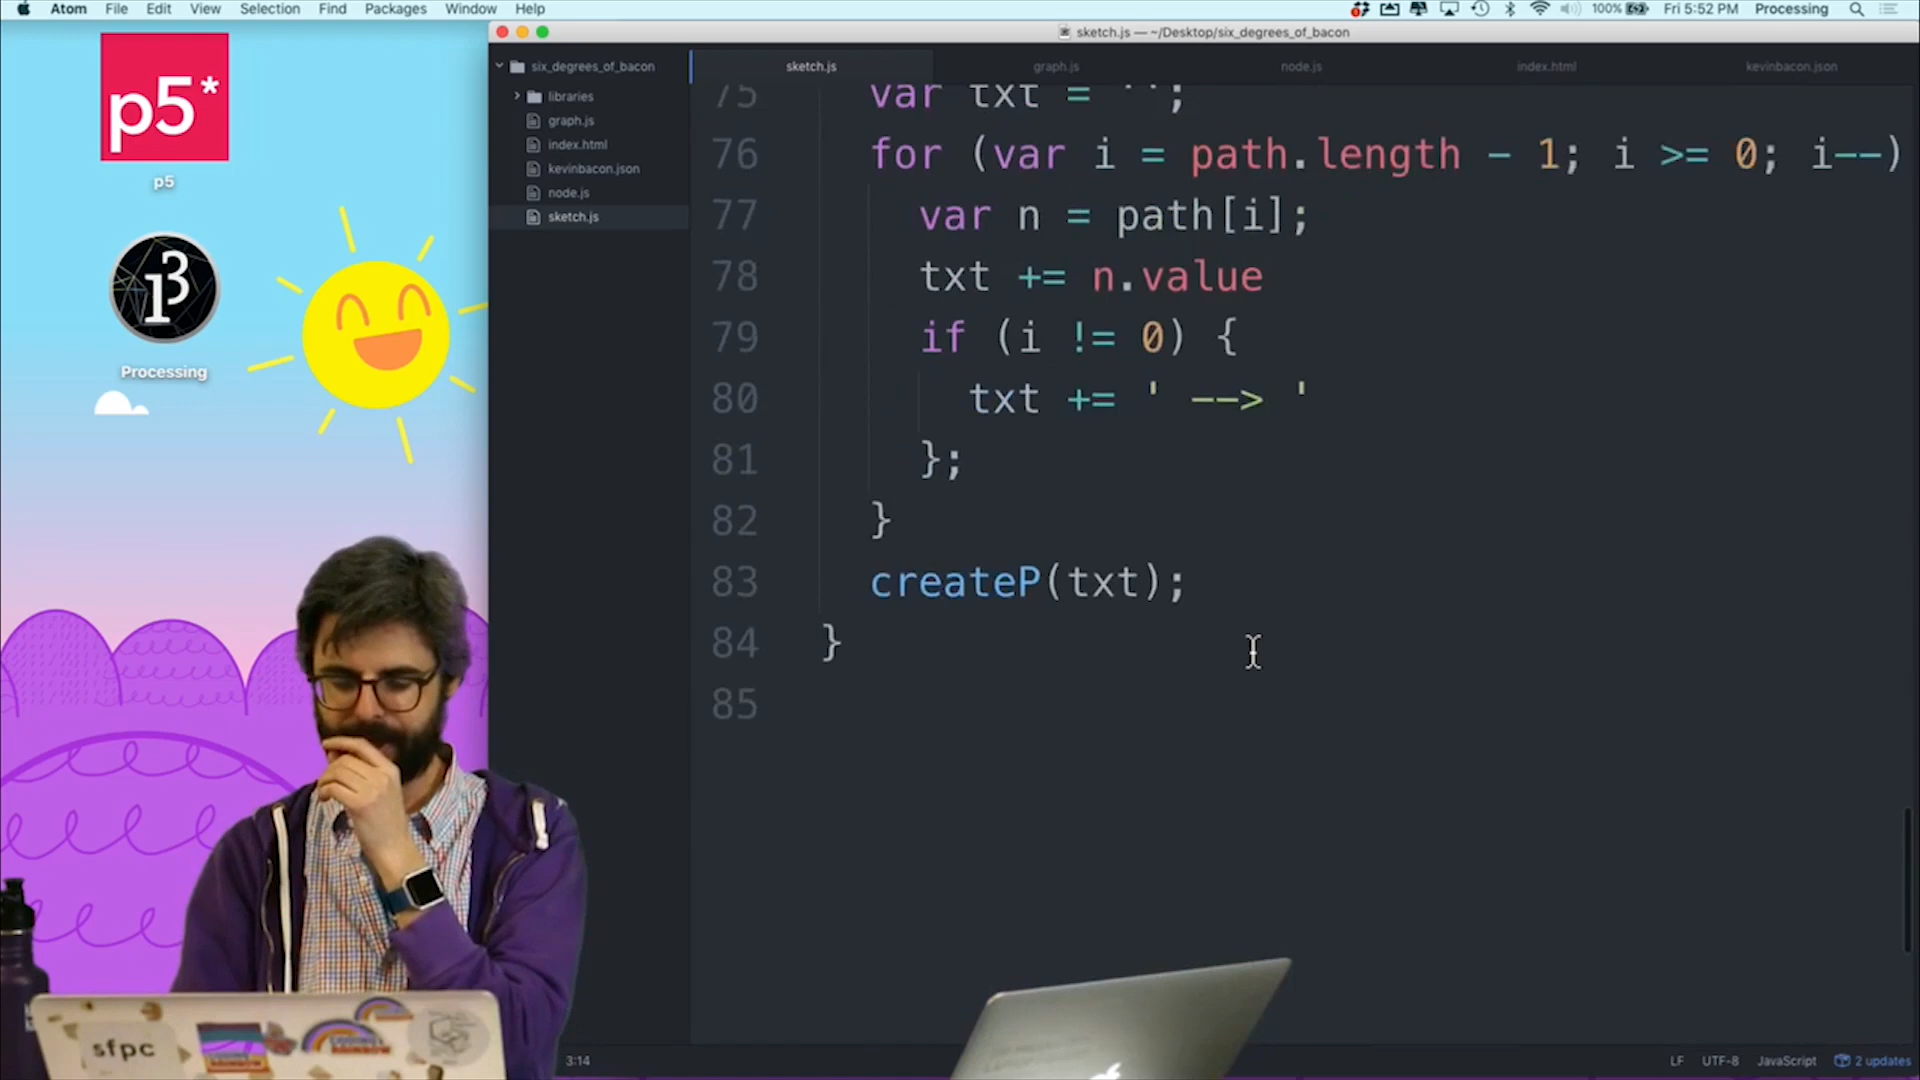 Atom File Edit View Selection Find Packages Window Help
100% Fri 5:52 PM Processing
sketch.js — ~/Desktop/six_degrees_of_bacon
p5*
p5
Processing
six_degrees_of_bacon
libraries
graph.js
index.html
kevinbacon.json
node.js
sketch.js
sketch.js graph.js node.js index.html kevinbacon.json
75 var txt = '';
76 for (var i = path.length - 1; i >= 0; i--)
77 var n = path[i];
78 txt += n.value
79 if (i != 0) {
80 txt += ' --> '
81 };
82 }
83 createP(txt);
84 }
85
sfpc
3:14
LF UTF-8 JavaScript 2 updates